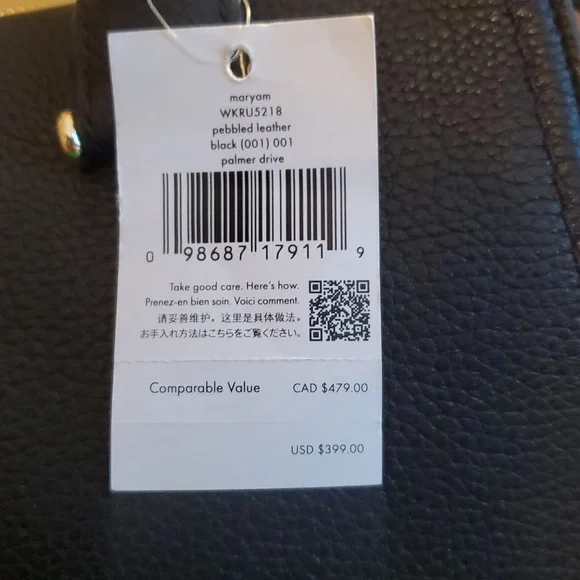 maryam
WKRU5218
pebbled leather
black (001) 001
palmer drive
0 98687 17911 9
Take good care. Here's how.
Prenez-en bien soin. Voici comment.
请妥善维护。这里是具体做法。
お手入れ方法はこちらをご覧ください。
Comparable Value CAD $479.00
USD $399.00